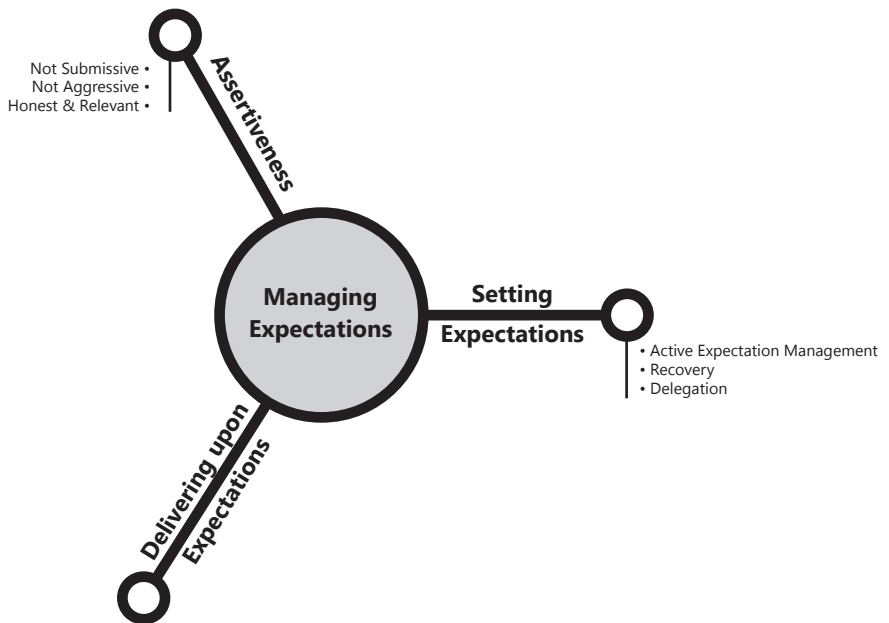 Assertiveness
Not Submissive •
Not Aggressive •
Honest & Relevant •
Managing
Expectations
Setting
Expectations
• Active Expectation Management
• Recovery
• Delegation
Delivering upon
Expectations